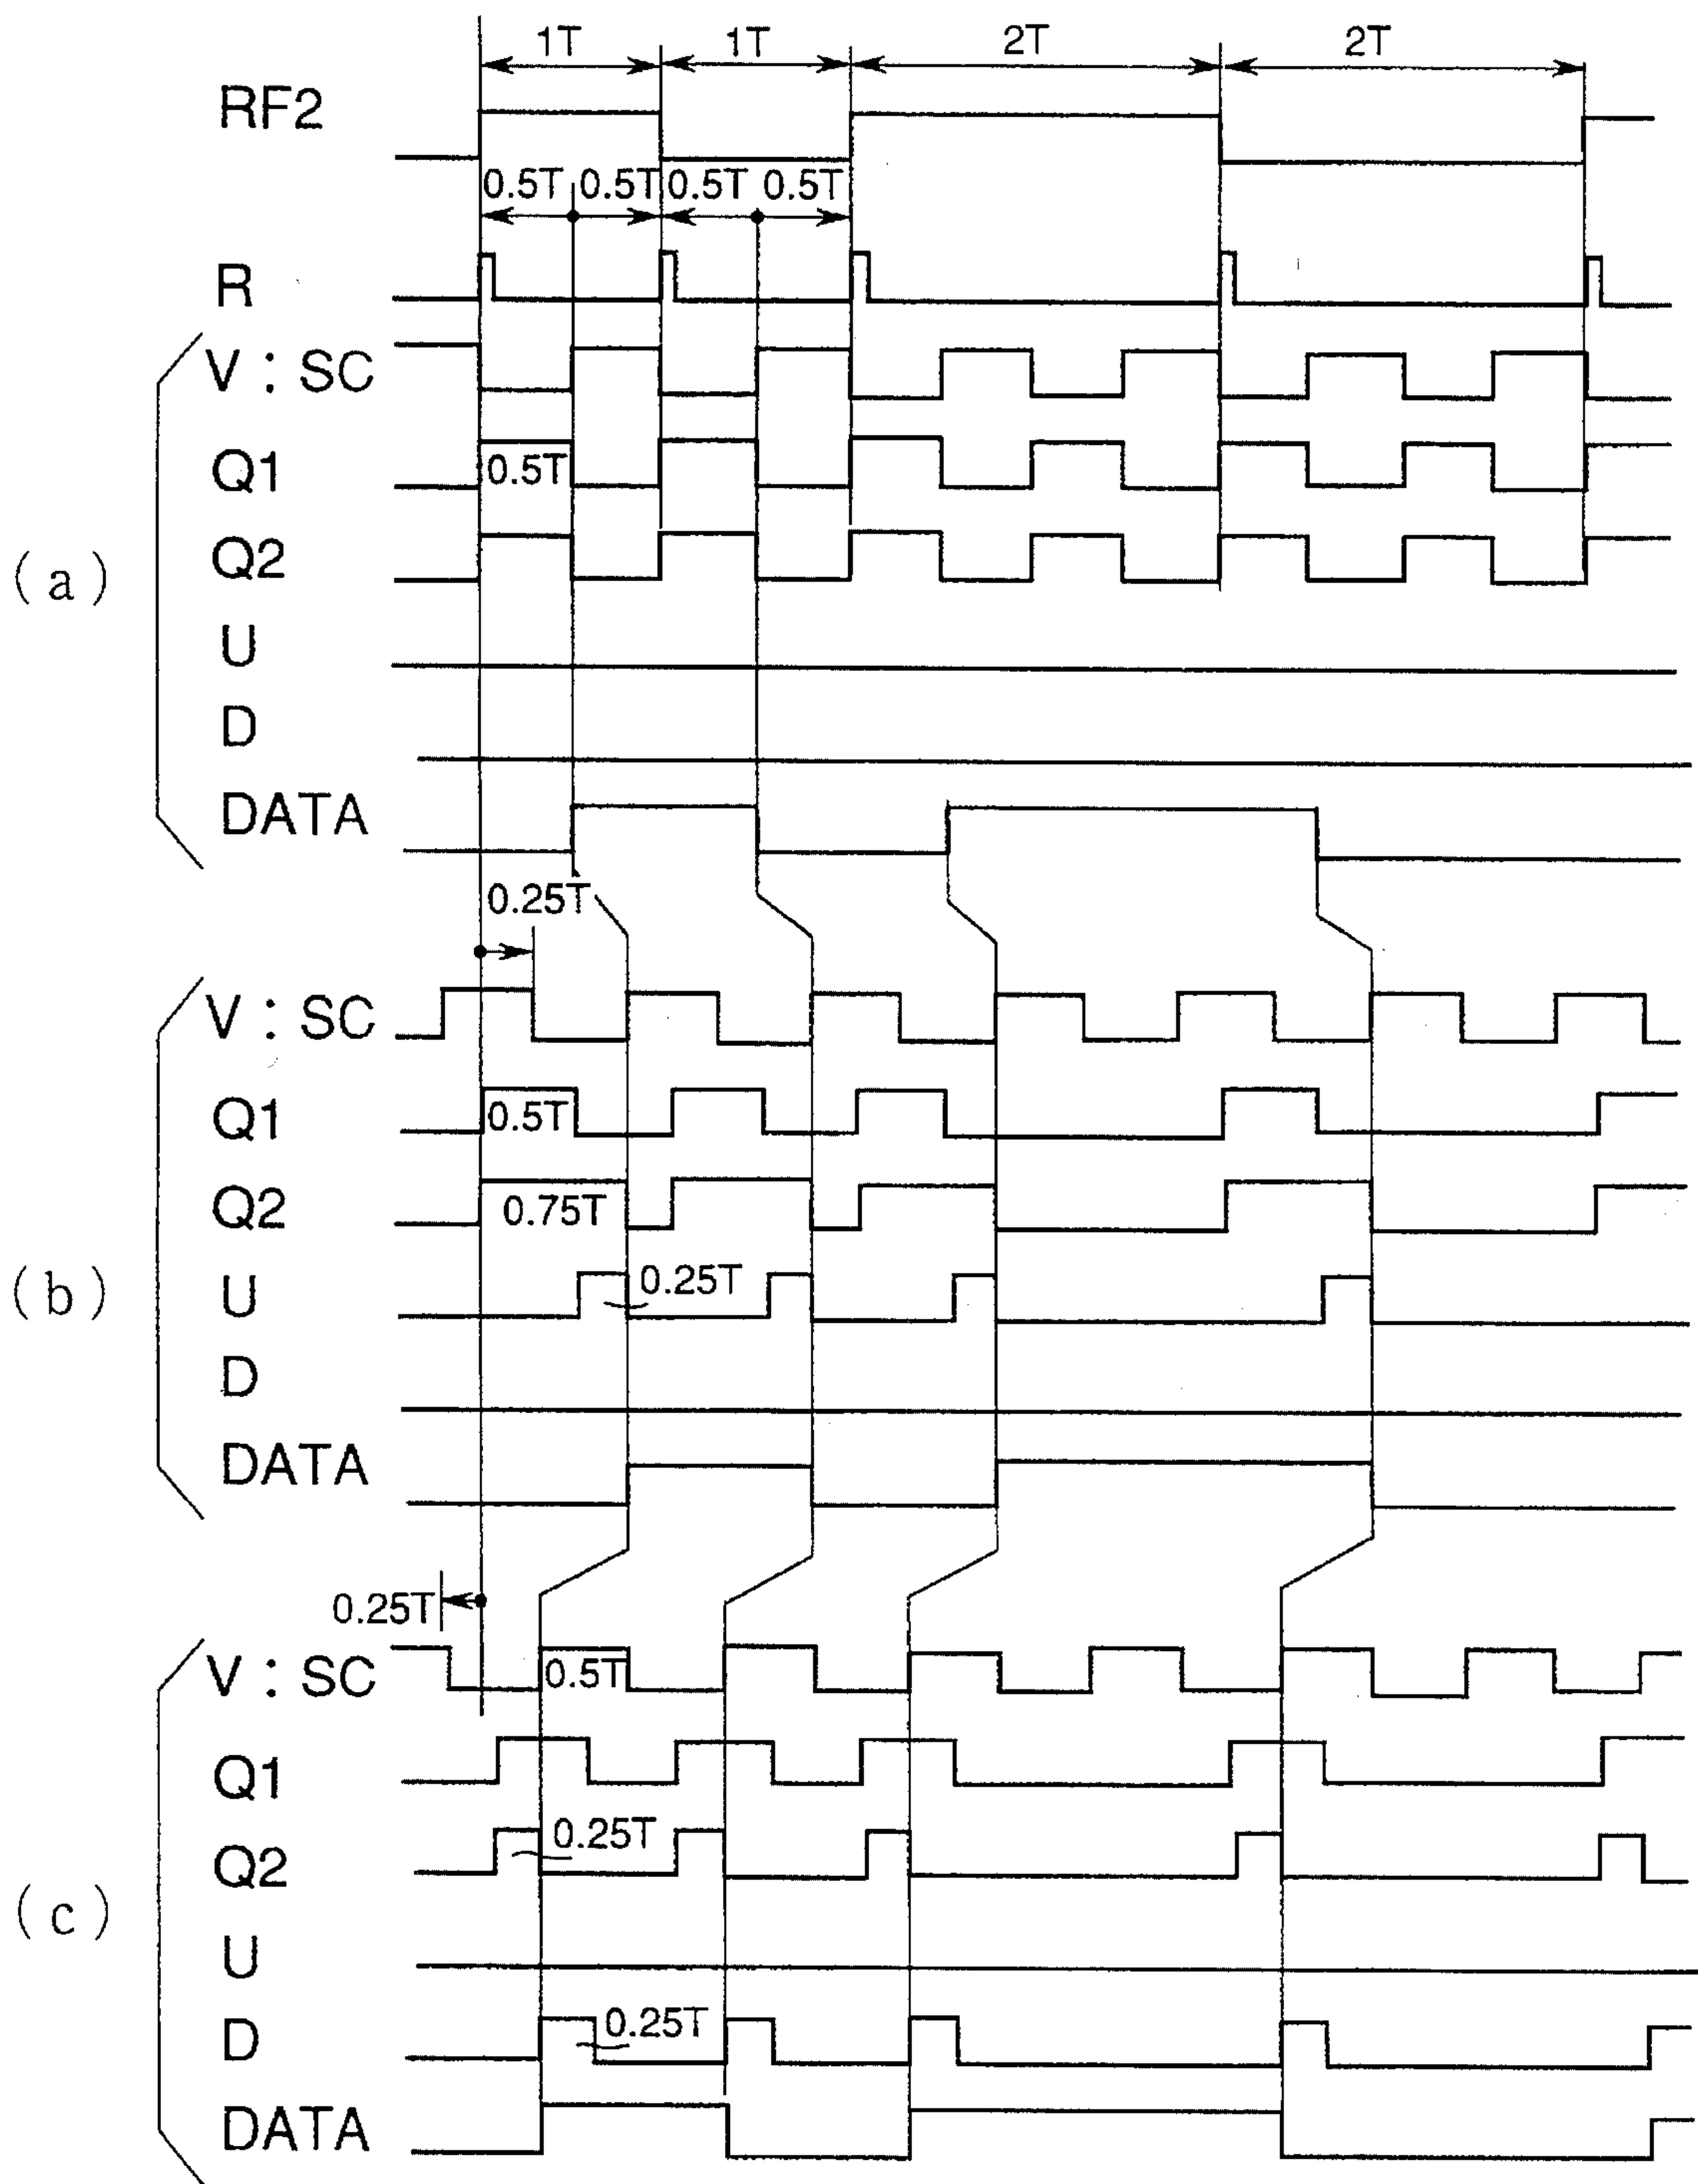 1T 1T 2T 2T
RF2
0.5T 0.5T 0.5T 0.5T
R
(a)
V : SC
Q1 0.5T
Q2
U
D
DATA
0.25T
(b)
V : SC
Q1 0.5T
Q2 0.75T
U 0.25T
D
DATA
0.25T
(c)
V : SC 0.5T
Q1
Q2 0.25T
U
D 0.25T
DATA